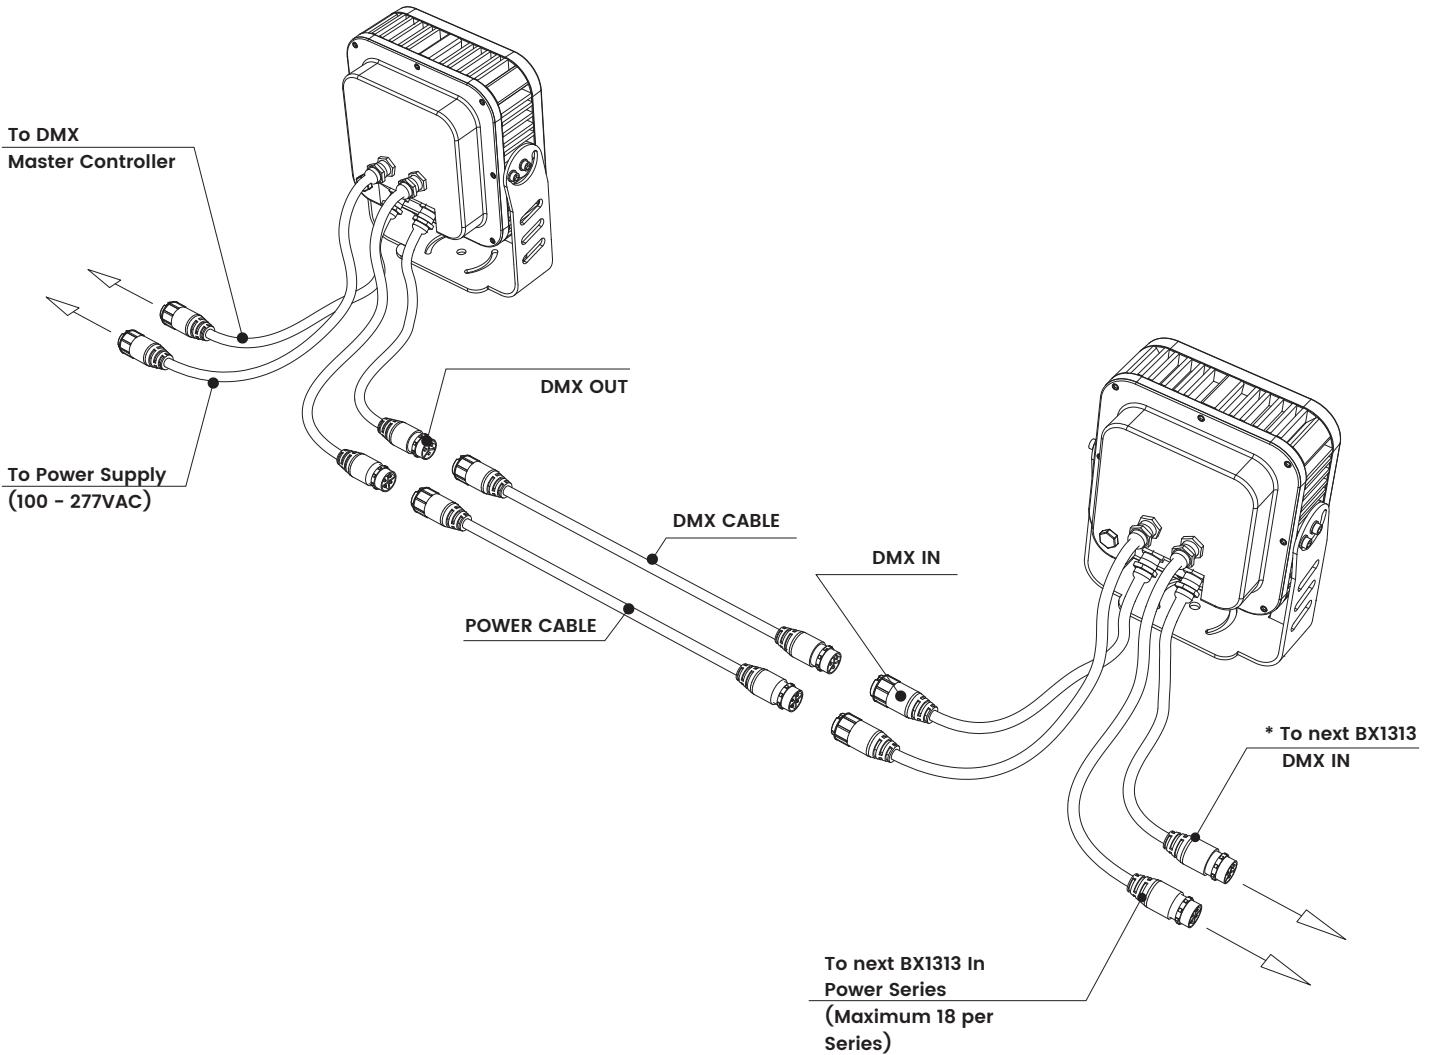 To DMX
Master Controller
DMX OUT
To Power Supply
(100 - 277VAC)
DMX CABLE
DMX IN
POWER CABLE
* To next BX1313
DMX IN
To next BX1313 In
Power Series
(Maximum 18 per
Series)